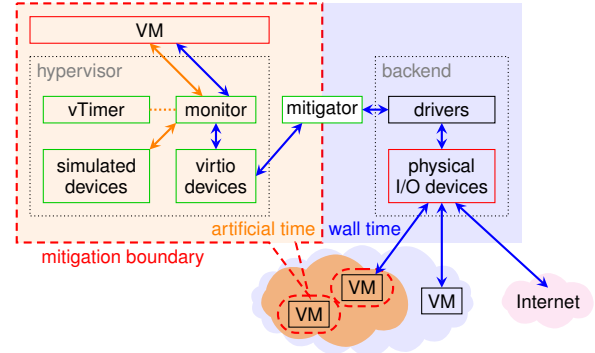 VM
hypervisor
backend
vTimer
monitor
mitigator
drivers
simulated
devices
virtio
devices
physical
I/O devices
artificial time
wall time
mitigation boundary
VM
VM
VM
Internet